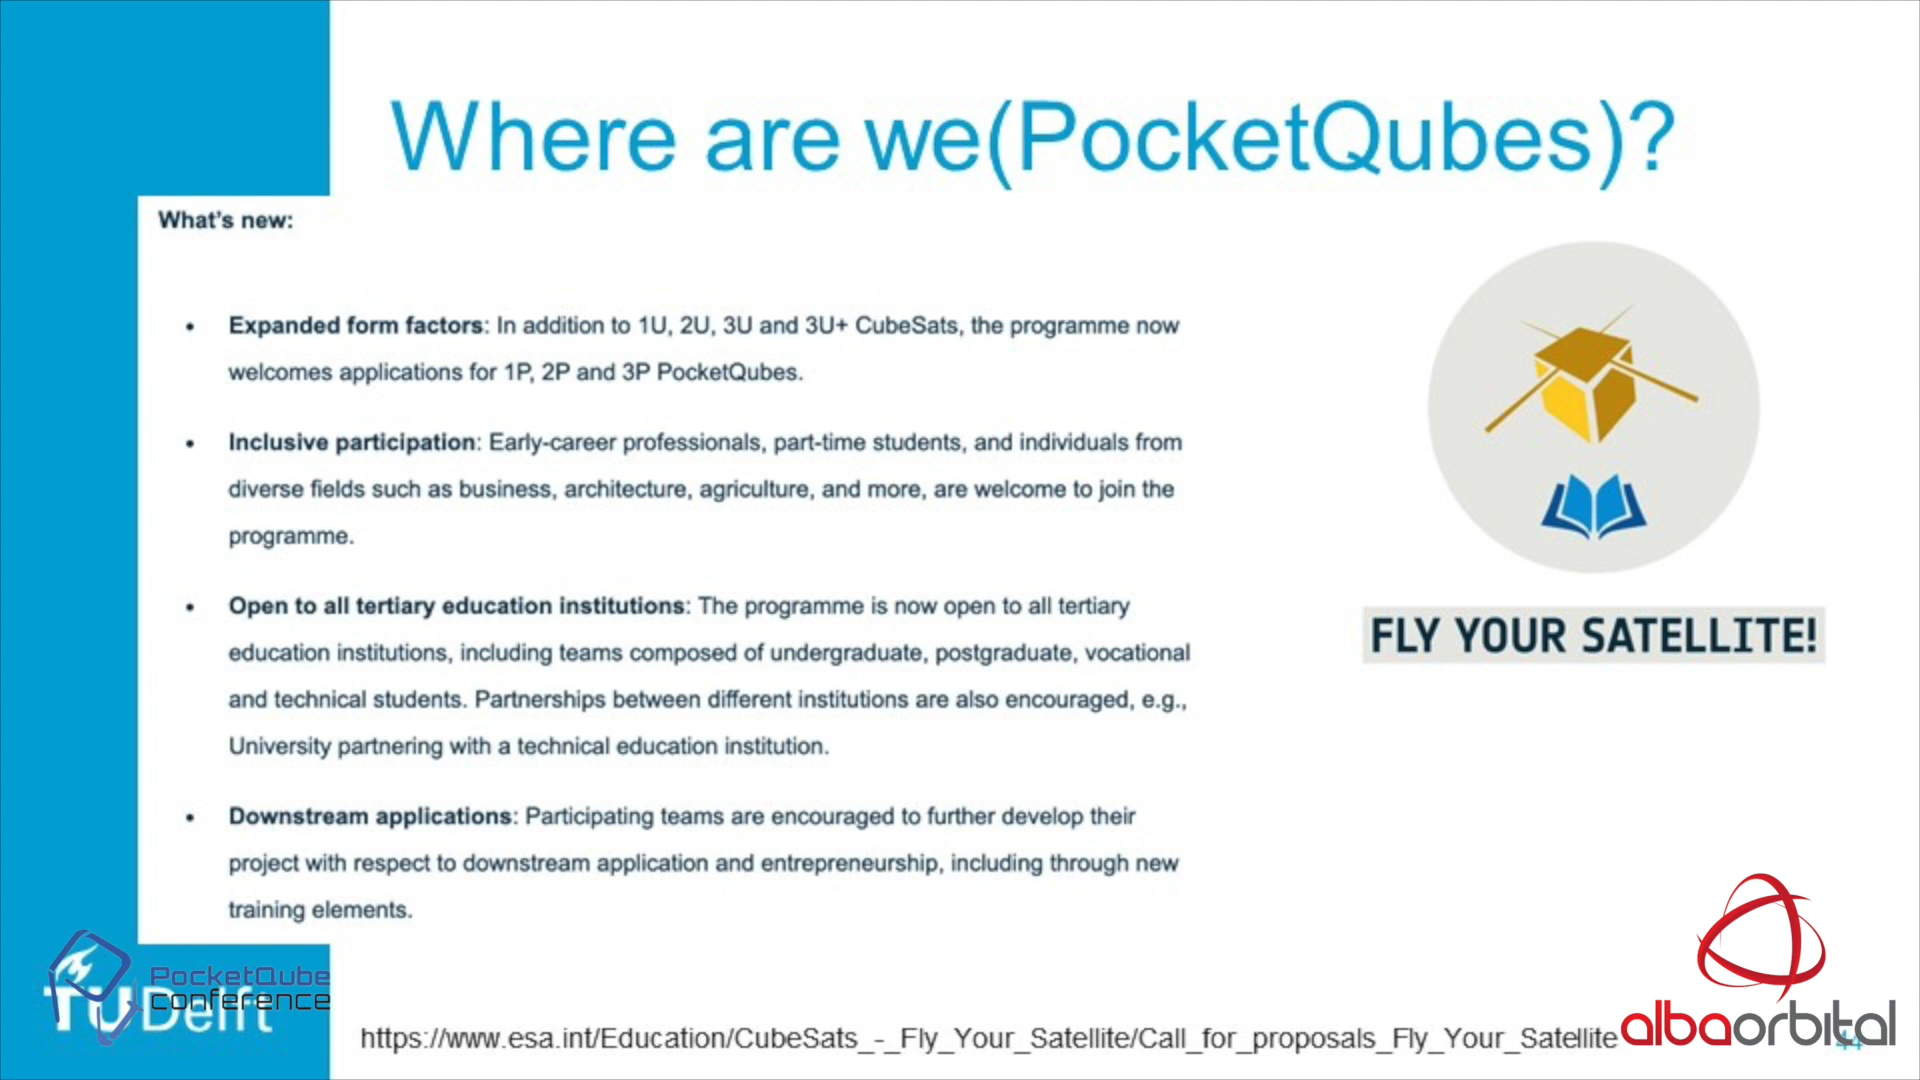 Where are we(PocketQubes)?
What's new:
• Expanded form factors: In addition to 1U, 2U, 3U and 3U+ CubeSats, the programme now
welcomes applications for 1P, 2P and 3P PocketQubes.
• Inclusive participation: Early-career professionals, part-time students, and individuals from
diverse fields such as business, architecture, agriculture, and more, are welcome to join the
programme.
• Open to all tertiary education institutions: The programme is now open to all tertiary
education institutions, including teams composed of undergraduate, postgraduate, vocational
and technical students. Partnerships between different institutions are also encouraged, e.g.,
University partnering with a technical education institution.
• Downstream applications: Participating teams are encouraged to further develop their
project with respect to downstream application and entrepreneurship, including through new
training elements.
FLY YOUR SATELLITE!
PocketQube
conference
TU Delft
https://www.esa.int/Education/CubeSats_-_Fly_Your_Satellite/Call_for_proposals_Fly_Your_Satellite
albaorbital
44